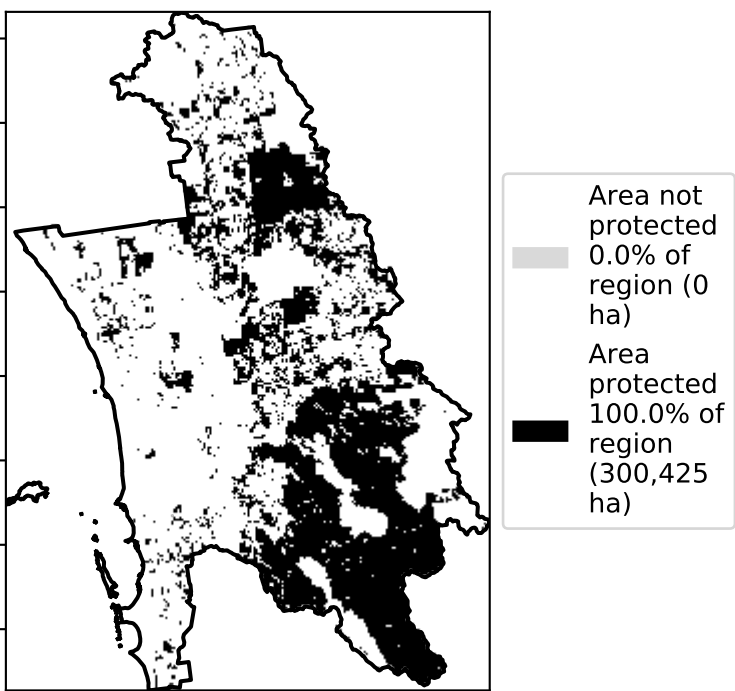 Area not
protected
0.0% of
region (0
ha)
Area
protected
100.0% of
region
(300,425
ha)